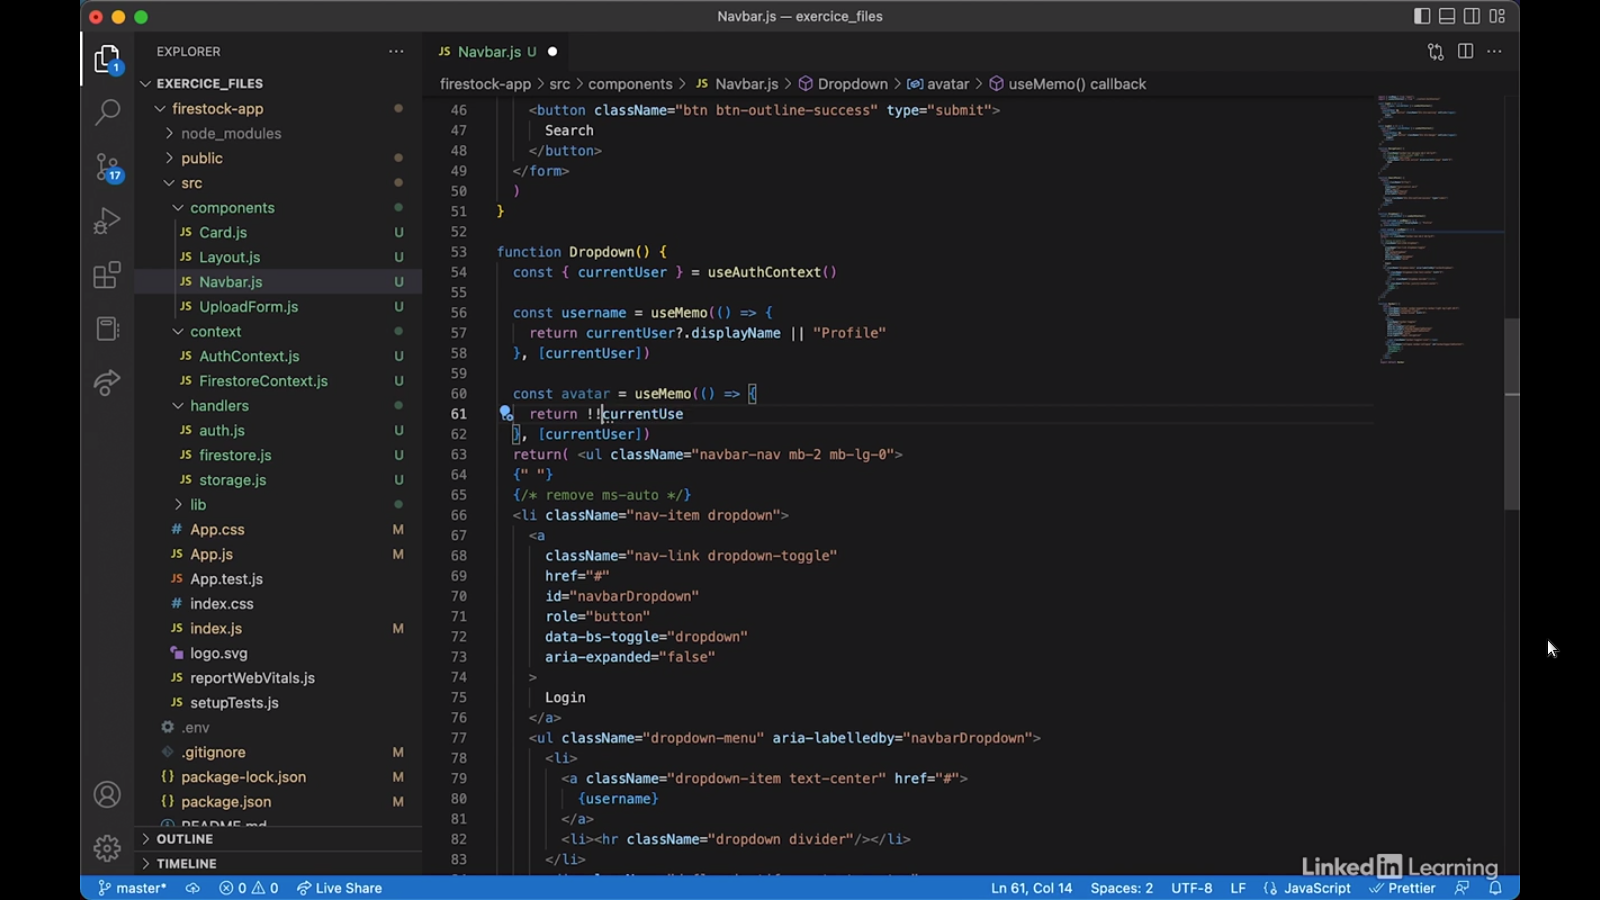 Navbar.js — exercice_files
EXPLORER
EXERCICE_FILES
firestock-app
node_modules
public
src
components
JS Card.js U
JS Layout.js U
JS Navbar.js U
JS UploadForm.js U
context
JS AuthContext.js U
JS FirestoreContext.js U
handlers
JS auth.js U
JS firestore.js U
JS storage.js U
lib
# App.css M
JS App.js M
JS App.test.js
# index.css
JS index.js M
logo.svg
JS reportWebVitals.js
JS setupTests.js
.env
.gitignore M
{} package-lock.json M
{} package.json M
README.md
OUTLINE
TIMELINE
1
17
JS Navbar.js U
firestock-app > src > components > JS Navbar.js > Dropdown > avatar > useMemo() callback
46 <button className="btn btn-outline-success" type="submit">
47 Search
48 </button>
49 </form>
50 )
51 }
52
53 function Dropdown() {
54 const { currentUser } = useAuthContext()
55
56 const username = useMemo(() => {
57 return currentUser?.displayName || "Profile"
58 }, [currentUser])
59
60 const avatar = useMemo(() => {
61 return !!currentUse
62 }, [currentUser])
63 return( <ul className="navbar-nav mb-2 mb-lg-0">
64 {" "}
65 {/* remove ms-auto */}
66 <li className="nav-item dropdown">
67 <a
68 className="nav-link dropdown-toggle"
69 href="#"
70 id="navbarDropdown"
71 role="button"
72 data-bs-toggle="dropdown"
73 aria-expanded="false"
74 >
75 Login
76 </a>
77 <ul className="dropdown-menu" aria-labelledby="navbarDropdown">
78 <li>
79 <a className="dropdown-item text-center" href="#">
80 {username}
81 </a>
82 <li><hr className="dropdown divider"/></li>
83 </li>
LinkedIn Learning
master* 0 0 Live Share
Ln 61, Col 14 Spaces: 2 UTF-8 LF {} JavaScript Prettier